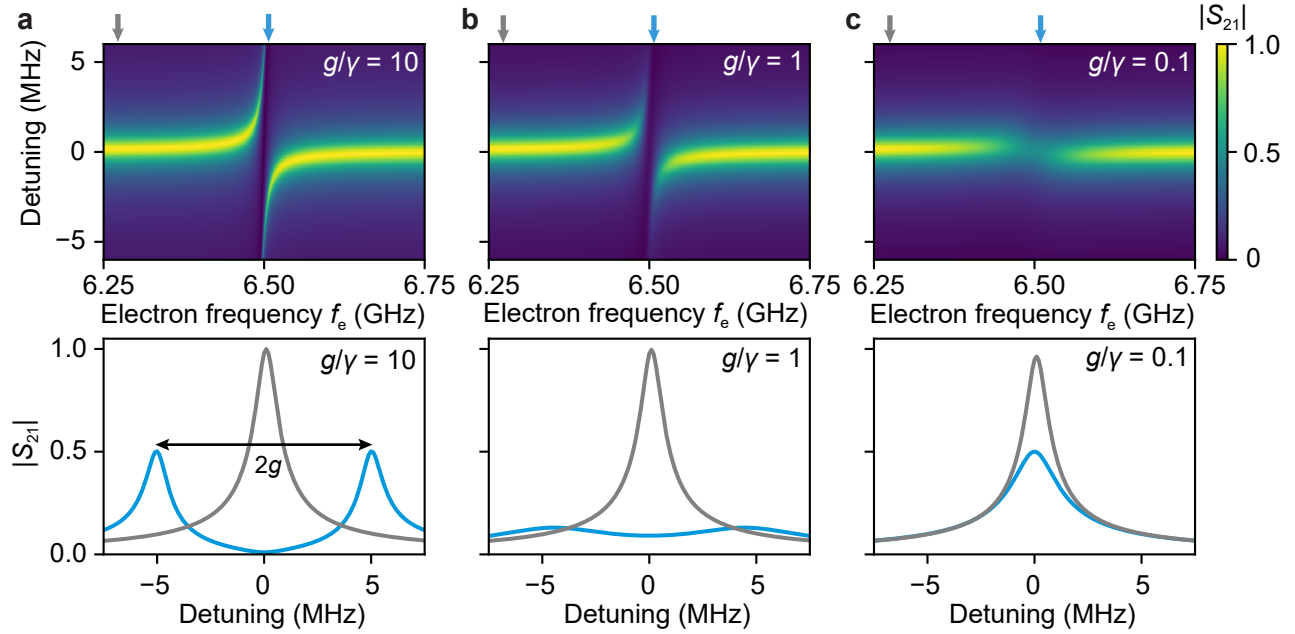 a
b
c
|S₂₁|
Detuning (MHz)
5
0
−5
g/γ = 10
g/γ = 1
g/γ = 0.1
1.0
0.5
0
6.25
6.50
6.75
6.25
6.50
6.75
6.25
6.50
6.75
Electron frequency fₑ (GHz)
Electron frequency fₑ (GHz)
Electron frequency fₑ (GHz)
|S₂₁|
1.0
0.5
0.0
g/γ = 10
2g
g/γ = 1
g/γ = 0.1
−5
0
5
−5
0
5
−5
0
5
Detuning (MHz)
Detuning (MHz)
Detuning (MHz)